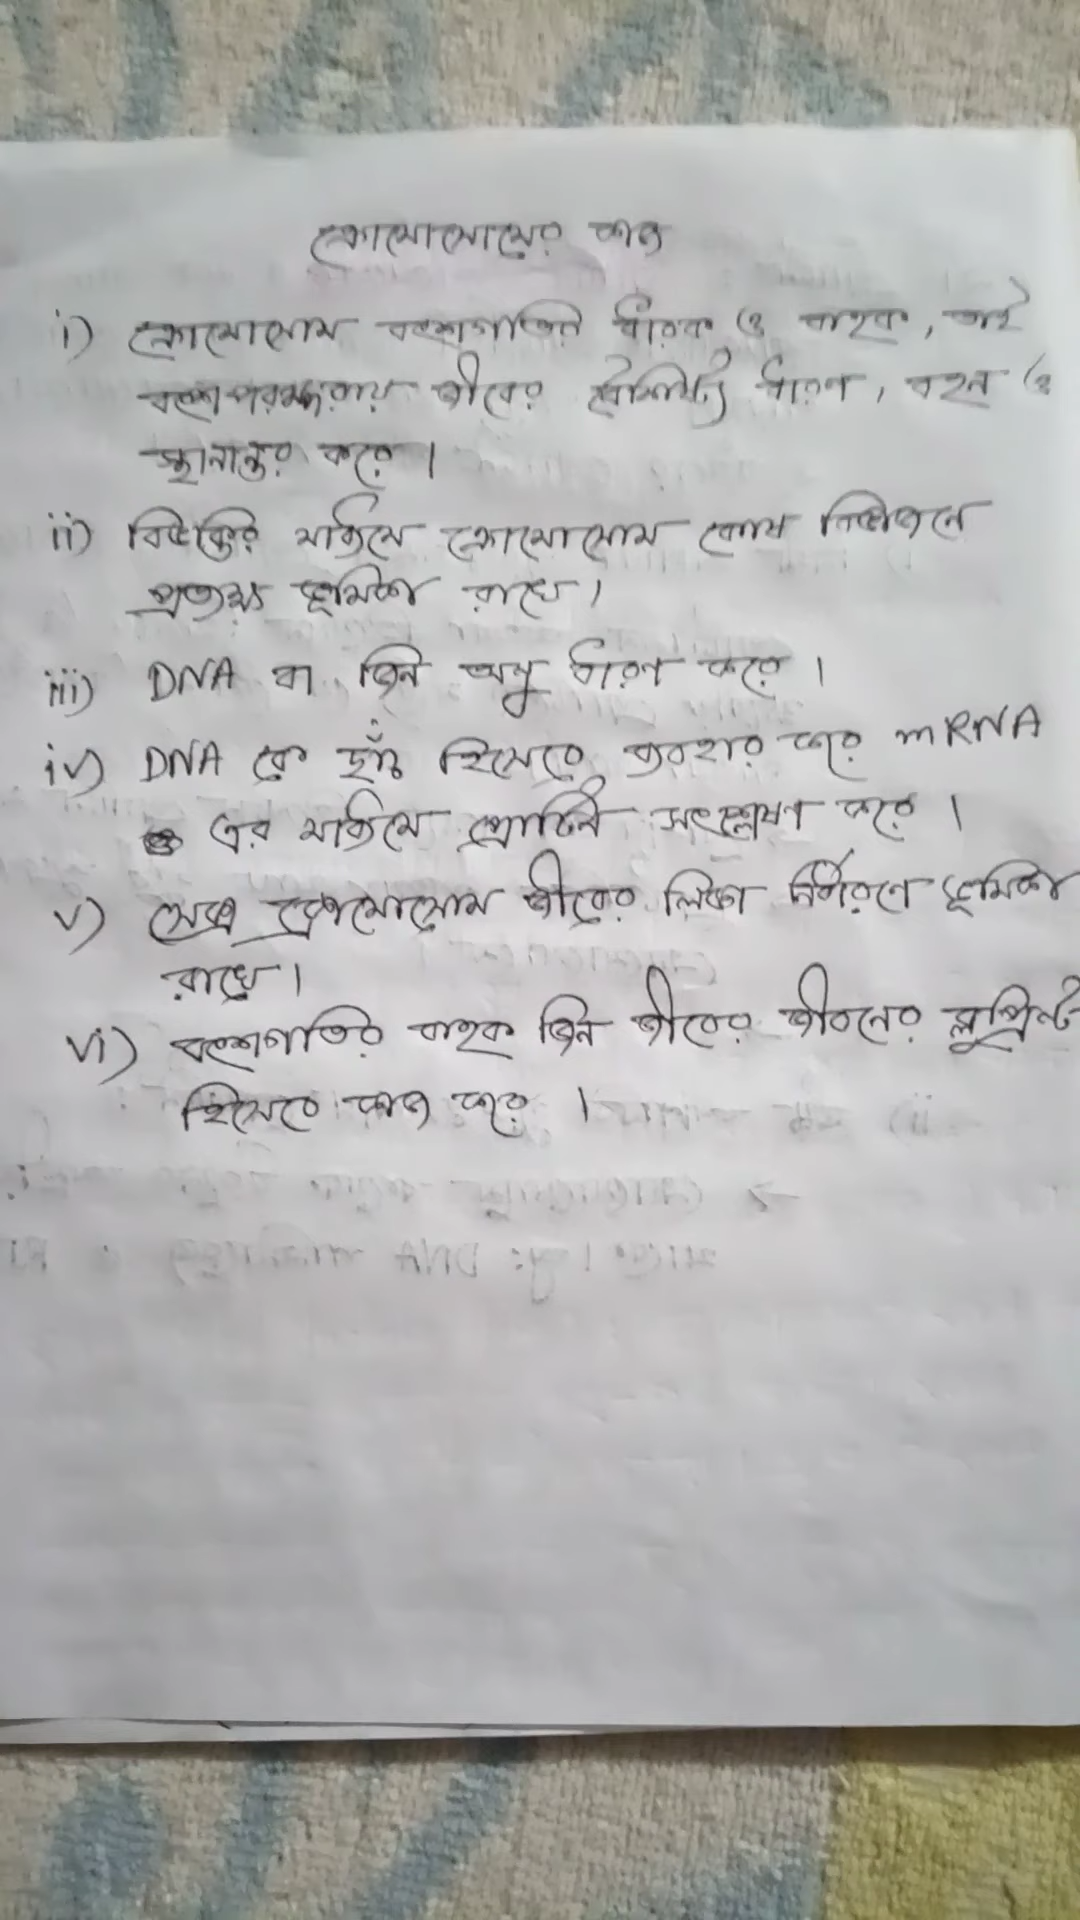 ক্রোমোসোমের কাজ
i) ক্রোমোসোম বংশগতির ধারক ও বাহক, তাই
বংশপরম্পরায় জীবের বৈশিষ্ট্য ধারণ, বহন ও
স্থানান্তর করে।
ii) বিভক্তির মাধ্যমে ক্রোমোসোম কোষ বিভাজনে
প্রত্যক্ষ ভূমিকা রাখে।
iii) DNA বা জিন অণু ধারণ করে।
iv) DNA কে ছাঁচ হিসেবে ব্যবহার করে mRNA
এর মাধ্যমে প্রোটিন সংশ্লেষণ করে।
v) সেক্স ক্রোমোসোম জীবের লিঙ্গ নির্ধারণে ভূমিকা
রাখে।
vi) বংশগতির বাহক জিন জীবের জীবনের ব্লুপ্রিন্ট
হিসেবে কাজ করে।